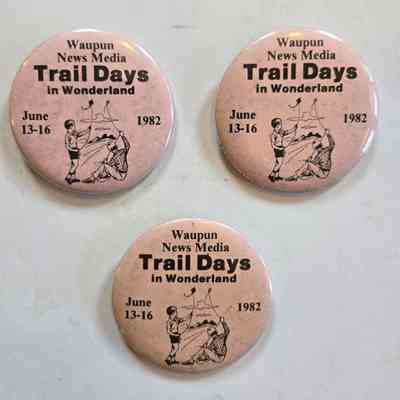 Waupun
News Media
Trail Days
in Wonderland
June
13-16
1982
Waupun
News Media
Trail Days
in Wonderland
June
13-16
1982
Waupun
News Media
Trail Days
in Wonderland
June
13-16
1982